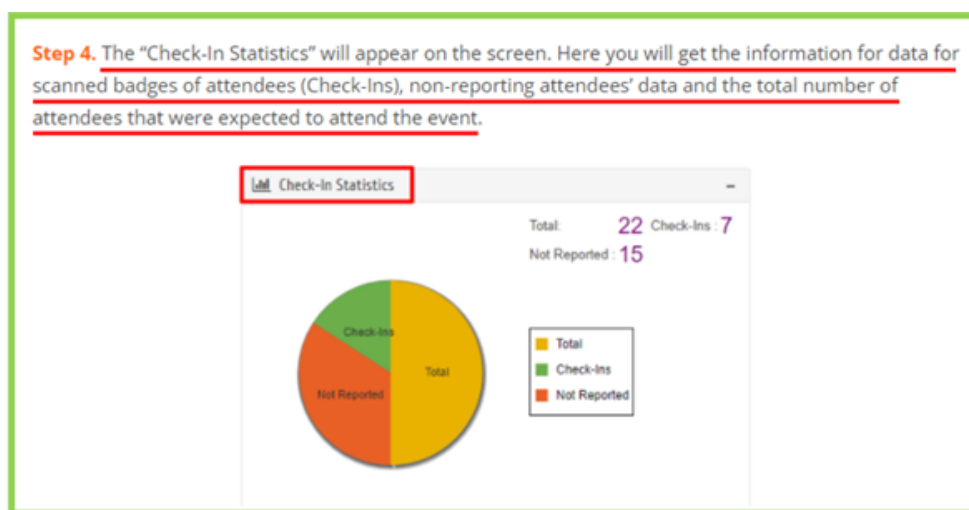 Step 4. The “Check-In Statistics” will appear on the screen. Here you will get the information for data for
scanned badges of attendees (Check-Ins), non-reporting attendees’ data and the total number of
attendees that were expected to attend the event.
Check-In Statistics
Total: 22 Check-Ins : 7
Not Reported : 15
Check-Ins
Total
Not Reported
Total
Check-Ins
Not Reported